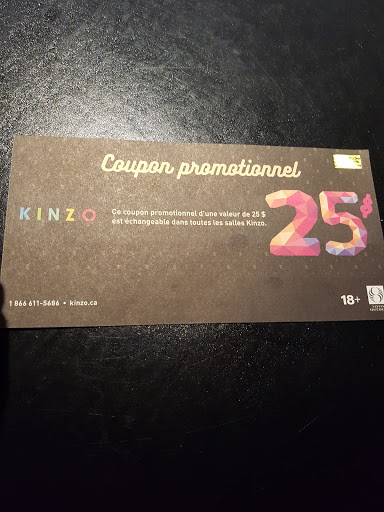 Coupon promotionnel
KINZO
Ce coupon promotionnel d'une valeur de 25 $
est échangeable dans toutes les salles Kinzo.
25$
1 866 611-5686 • kinzo.ca
18+